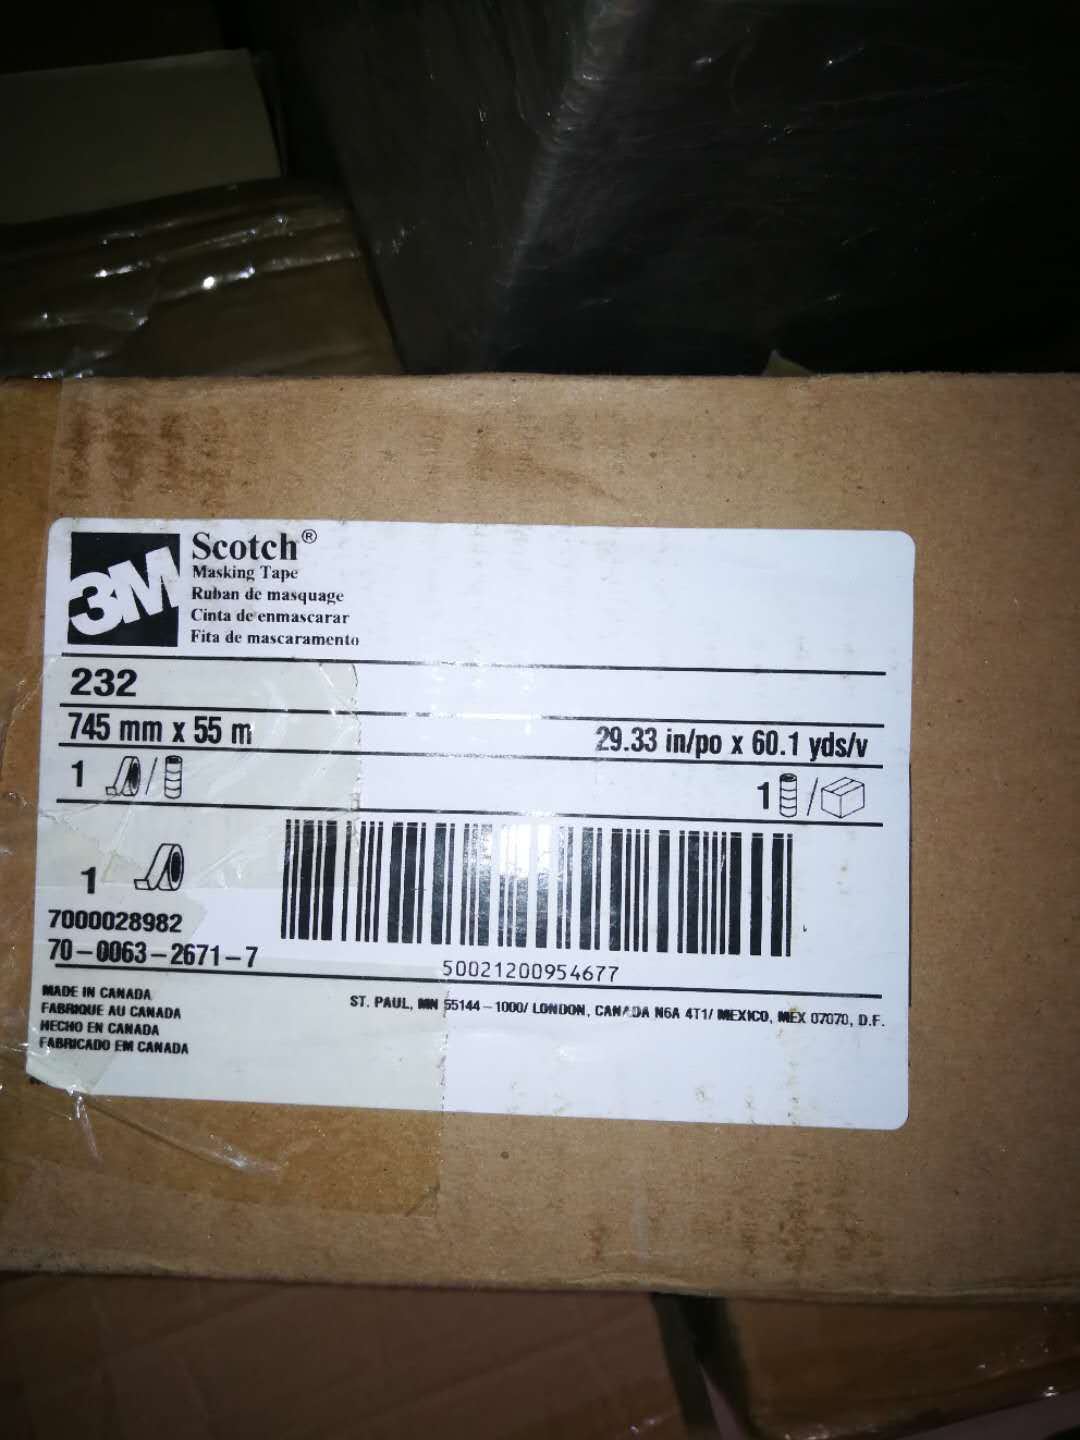 3M
Scotch®
Masking Tape
Ruban de masquage
Cinta de enmascarar
Fita de mascaramento
232
745 mm x 55 m
29.33 in/po x 60.1 yds/v
1 /
1 /
1
7000028982
70-0063-2671-7
50021200954677
MADE IN CANADA
FABRIQUE AU CANADA
HECHO EN CANADA
FABRICADO EM CANADA
ST. PAUL, MN 55144-1000/ LONDON, CANADA N6A 4T1/ MEXICO, MEX 07070, D.F.